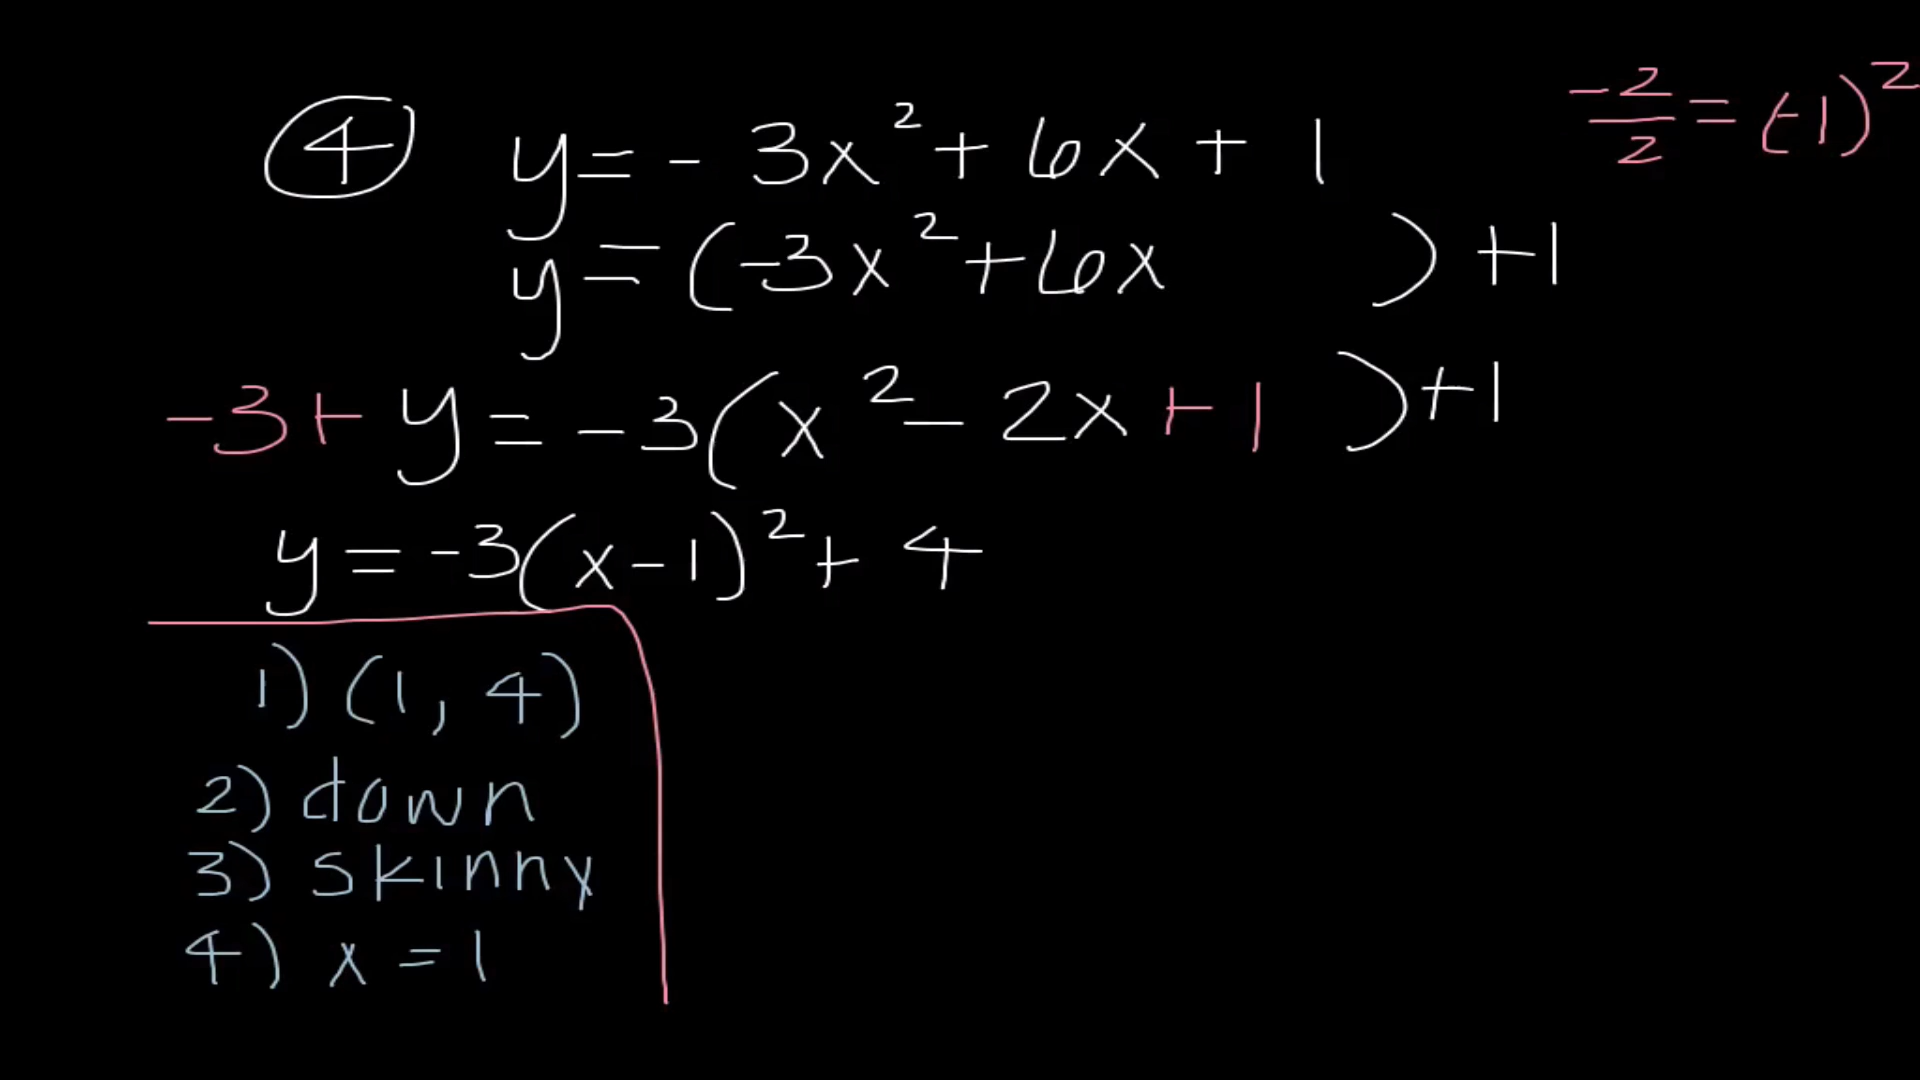 ④ y = - 3x² + 6x + 1
-2/2 = (-1)²
y = (-3x² + 6x ) + 1
-3 + y = -3(x² - 2x + 1 ) + 1
y = -3(x - 1)² + 4
1) (1, 4)
2) down
3) skinny
4) x = 1